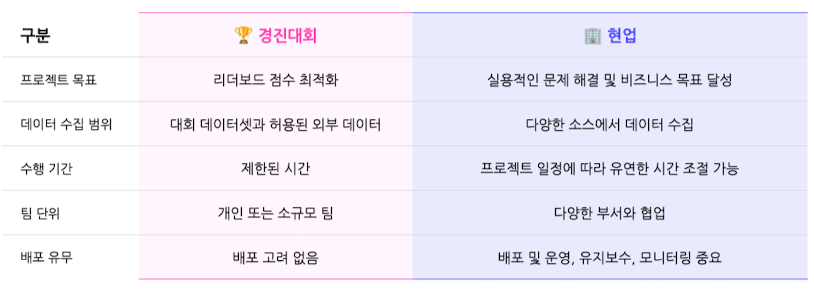 구분 🏆 경진대회 🏢 현업
프로젝트 목표 리더보드 점수 최적화 실용적인 문제 해결 및 비즈니스 목표 달성
데이터 수집 범위 대회 데이터셋과 허용된 외부 데이터 다양한 소스에서 데이터 수집
수행 기간 제한된 시간 프로젝트 일정에 따라 유연한 시간 조절 가능
팀 단위 개인 또는 소규모 팀 다양한 부서와 협업
배포 유무 배포 고려 없음 배포 및 운영, 유지보수, 모니터링 중요